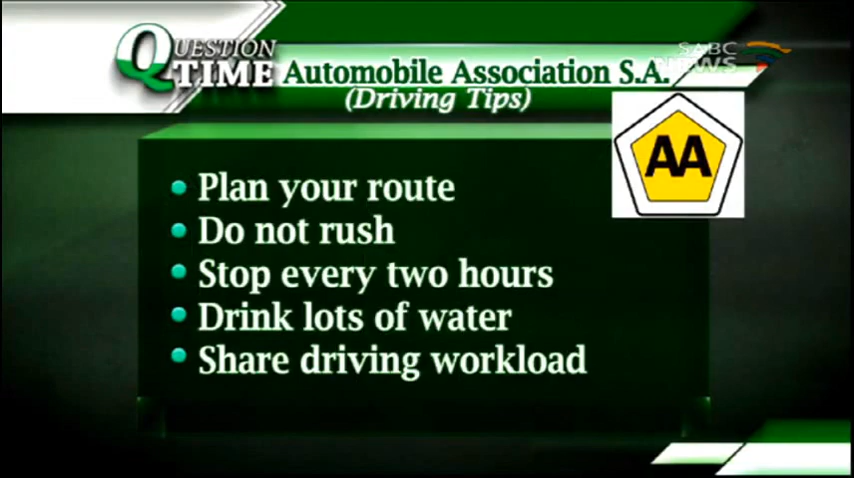 QUESTION
TIME
Automobile Association S.A.
(Driving Tips)
SABC
NEWS
AA
• Plan your route
• Do not rush
• Stop every two hours
• Drink lots of water
• Share driving workload